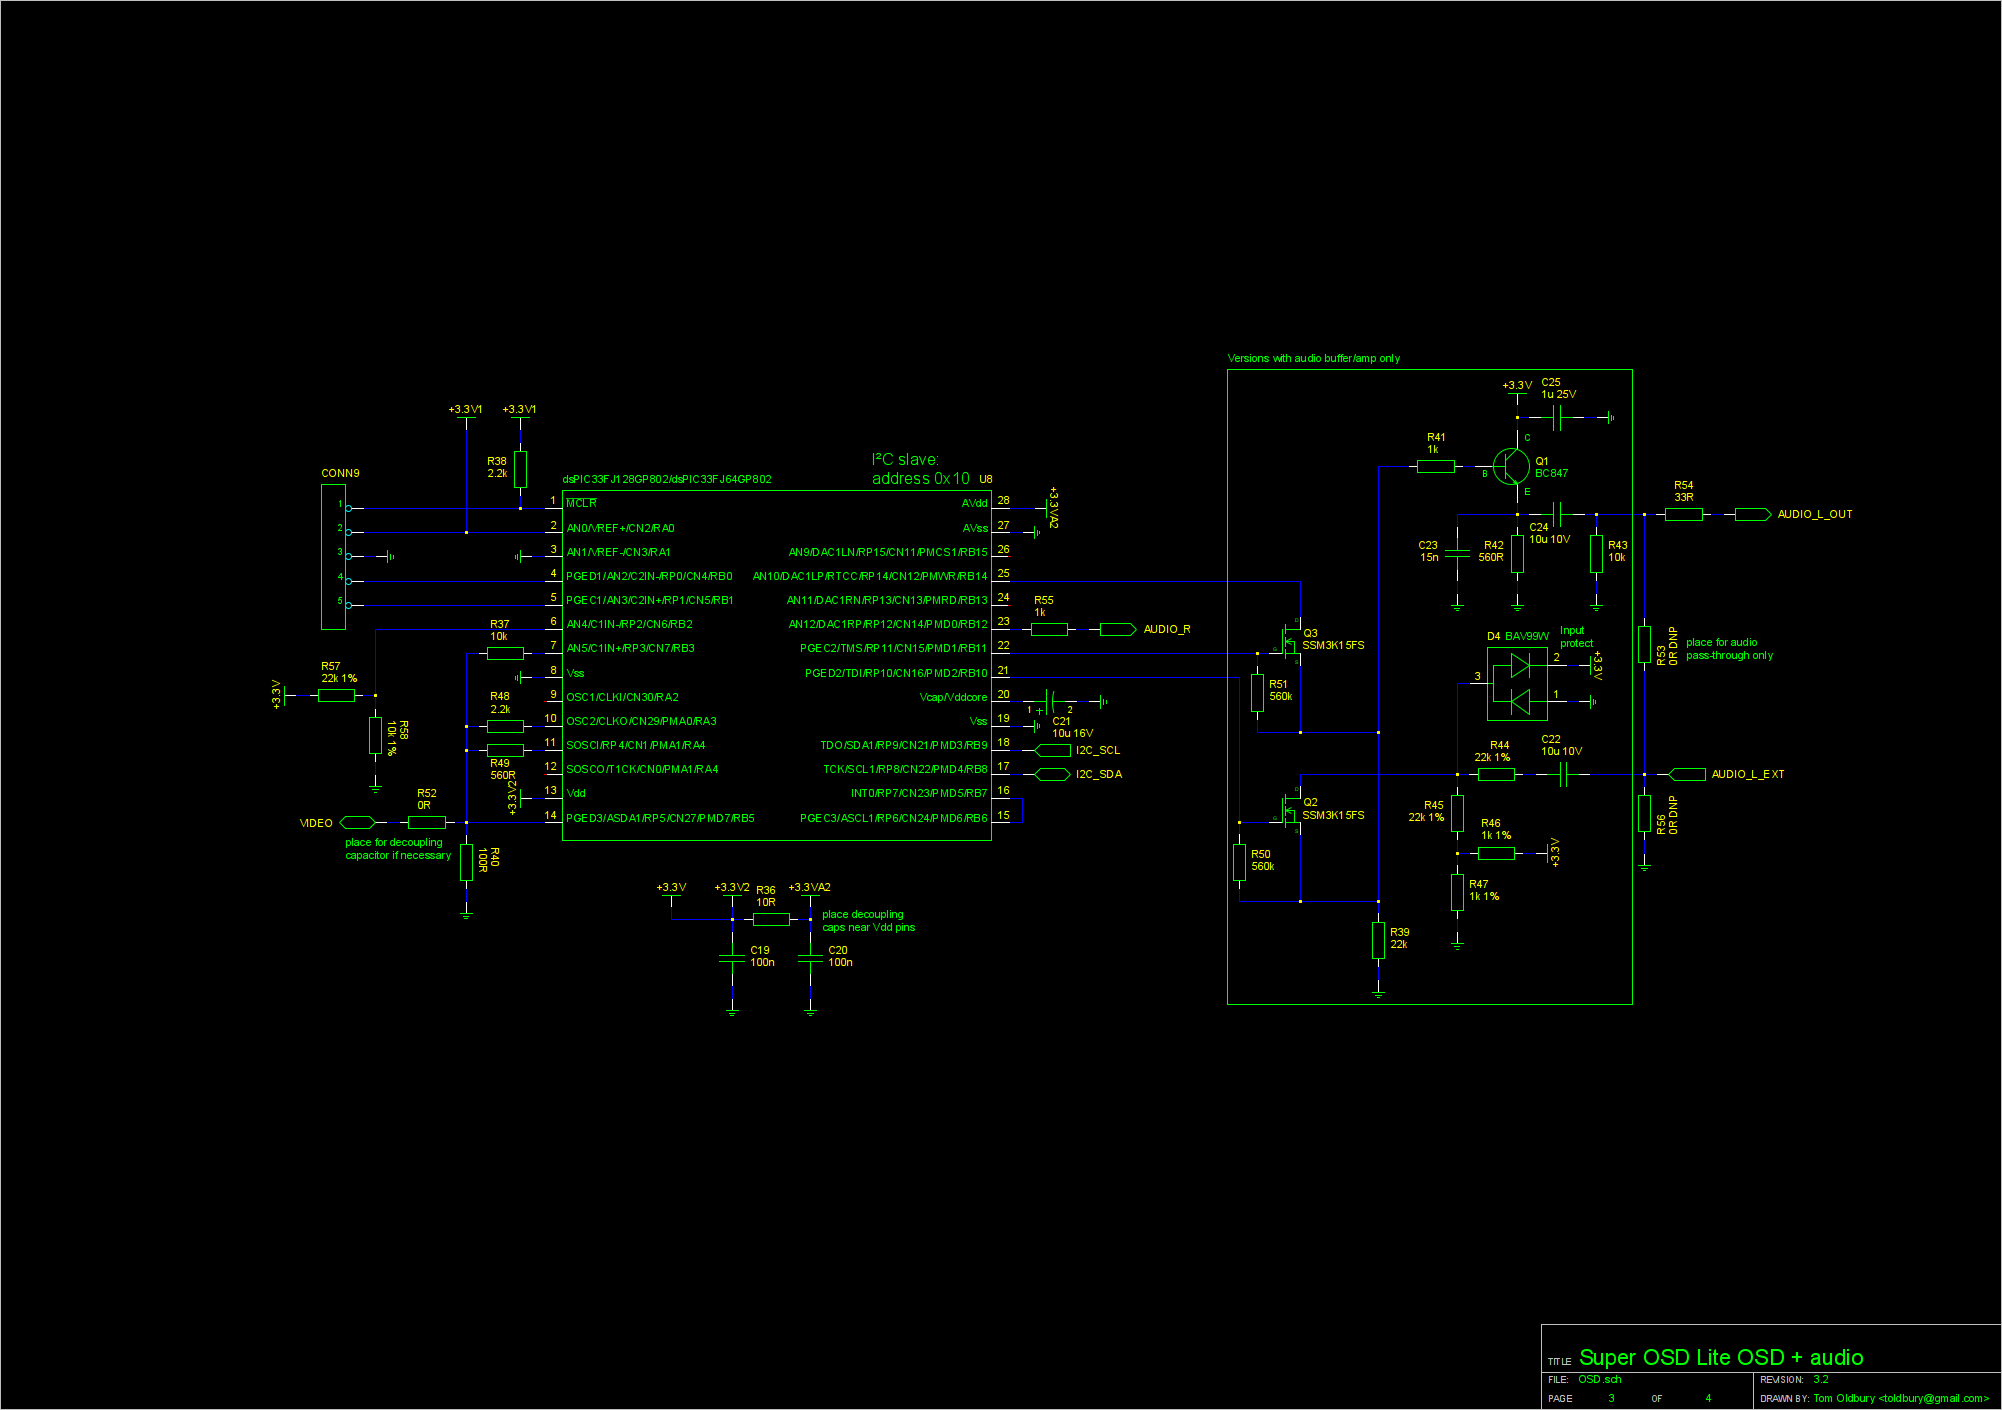 Versions with audio buffer/amp only
+3.3V
C25
1u 25V
+3.3V1
+3.3V1
R41
1k
C
B
E
Q1
BC847
R38
2.2k
CONN9
1
2
3
4
5
I²C slave:
address 0x10
U8
dsPIC33FJ128GP802/dsPIC33FJ64GP802
1 MCLR
2 AN0/VREF+/CN2/RA0
3 AN1/VREF-/CN3/RA1
4 PGED1/AN2/C2IN-/RP0/CN4/RB0
5 PGEC1/AN3/C2IN+/RP1/CN5/RB1
6 AN4/C1IN-/RP2/CN6/RB2
7 AN5/C1IN+/RP3/CN7/RB3
8 Vss
9 OSC1/CLKI/CN30/RA2
10 OSC2/CLKO/CN29/PMA0/RA3
11 SOSCI/RP4/CN1/PMA1/RA4
12 SOSCO/T1CK/CN0/PMA1/RA4
13 Vdd
14 PGED3/ASDA1/RP5/CN27/PMD7/RB5
AVdd 28
AVss 27
AN9/DAC1LN/RP15/CN11/PMCS1/RB15 26
AN10/DAC1LP/RTCC/RP14/CN12/PMWR/RB14 25
AN11/DAC1RN/RP13/CN13/PMRD/RB13 24
AN12/DAC1RP/RP12/CN14/PMD0/RB12 23
PGEC2/TMS/RP11/CN15/PMD1/RB11 22
PGED2/TDI/RP10/CN16/PMD2/RB10 21
Vcap/Vddcore 20
Vss 19
TDO/SDA1/RP9/CN21/PMD3/RB9 18
TCK/SCL1/RP8/CN22/PMD4/RB8 17
INT0/RP7/CN23/PMD5/RB7 16
PGEC3/ASCL1/RP6/CN24/PMD6/RB6 15
+3.3VA2
R55
1k
AUDIO_R
1 + 2
C21
10u 16V
I2C_SCL
I2C_SDA
R37
10k
R57
22k 1%
+3.3V
R58
10k 1%
R48
2.2k
R49
560R
+3.3V2
R52
0R
VIDEO
place for decoupling
capacitor if necessary
R40
100R
+3.3V
+3.3V2
R36
10R
+3.3VA2
place decoupling
caps near Vdd pins
C19
100n
C20
100n
R54
33R
AUDIO_L_OUT
C24
10u 10V
C23
15n
R42
560R
R43
10k
Q3
SSM3K15FS
R51
560k
D4 BAV99W
Input
protect
3
2
1
+3.3V
R53
0R DNP
place for audio
pass-through only
R44
22k 1%
C22
10u 10V
AUDIO_L_EXT
Q2
SSM3K15FS
R50
560k
R45
22k 1%
R46
1k 1%
+3.3V
R56
0R DNP
R47
1k 1%
R39
22k
TITLE Super OSD Lite OSD + audio
FILE: OSD.sch
REVISION: 3.2
PAGE 3 OF 4
DRAWN BY: Tom Oldbury <toldbury@gmail.com>